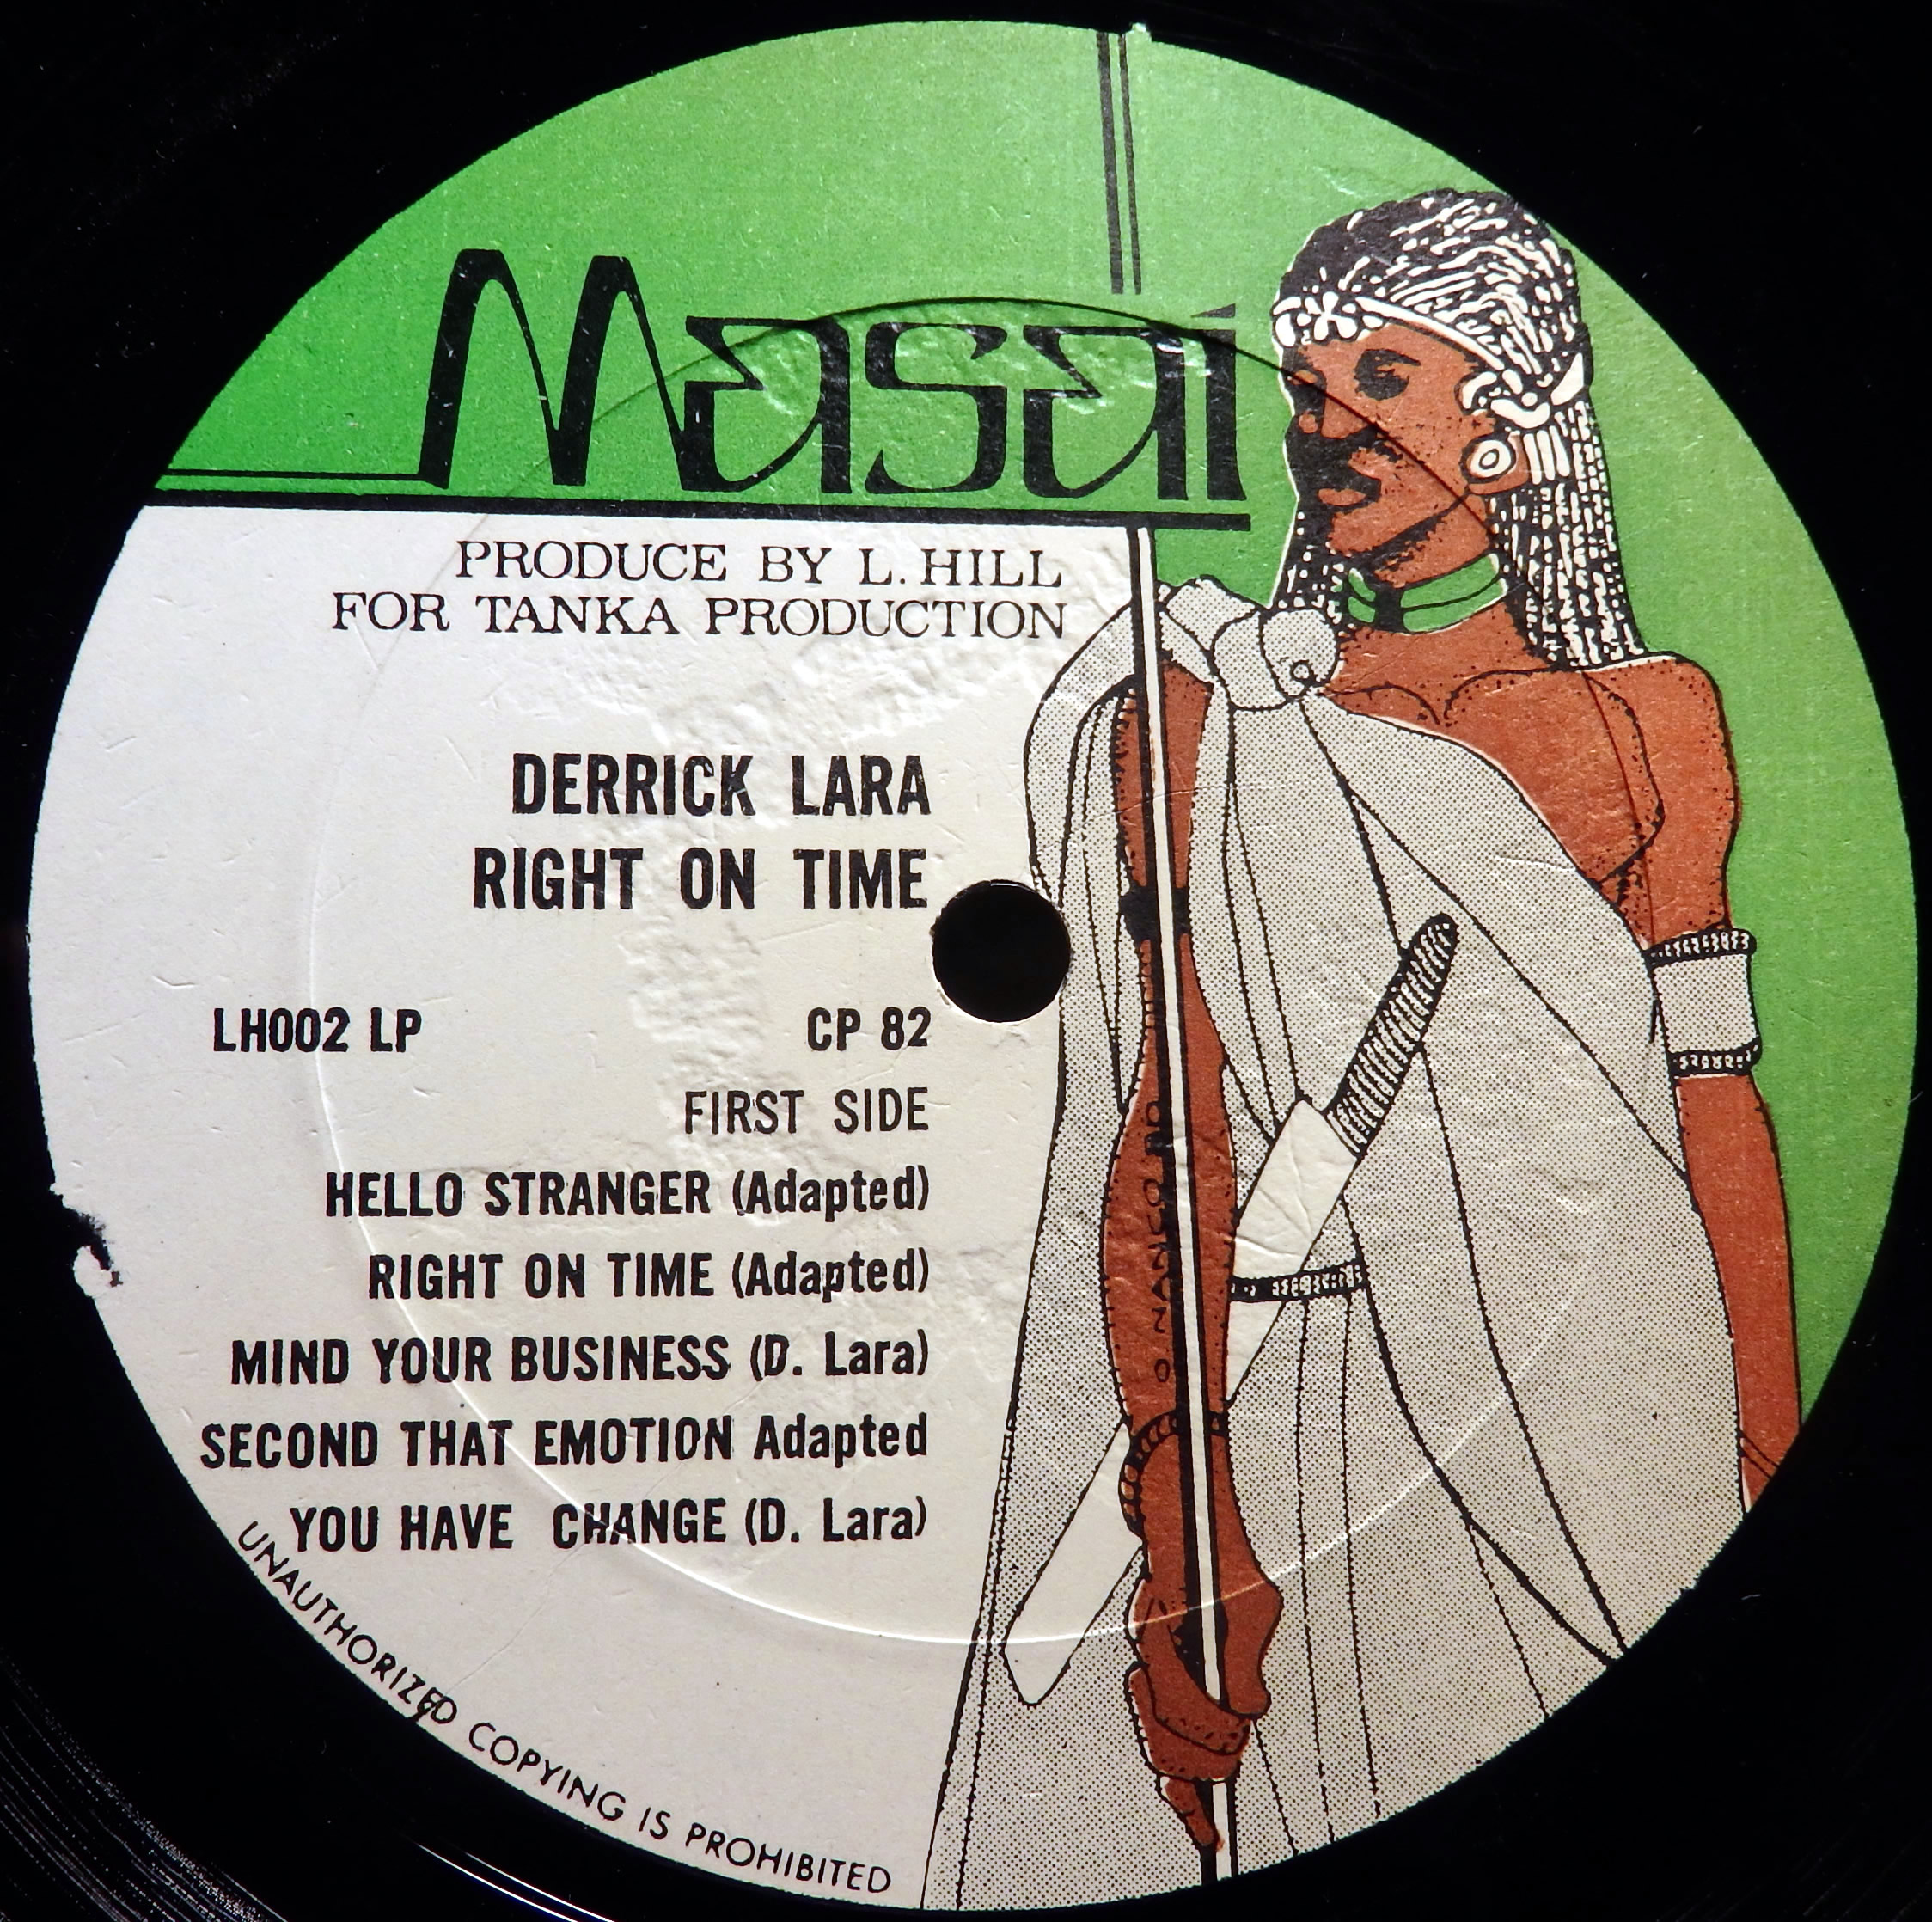 Masai
PRODUCE BY L. HILL
FOR TANKA PRODUCTION
DERRICK LARA
RIGHT ON TIME
LH002 LP CP 82
FIRST SIDE
HELLO STRANGER (Adapted)
RIGHT ON TIME (Adapted)
MIND YOUR BUSINESS (D. Lara)
SECOND THAT EMOTION Adapted
YOU HAVE CHANGE (D. Lara)
UNAUTHORIZED COPYING IS PROHIBITED